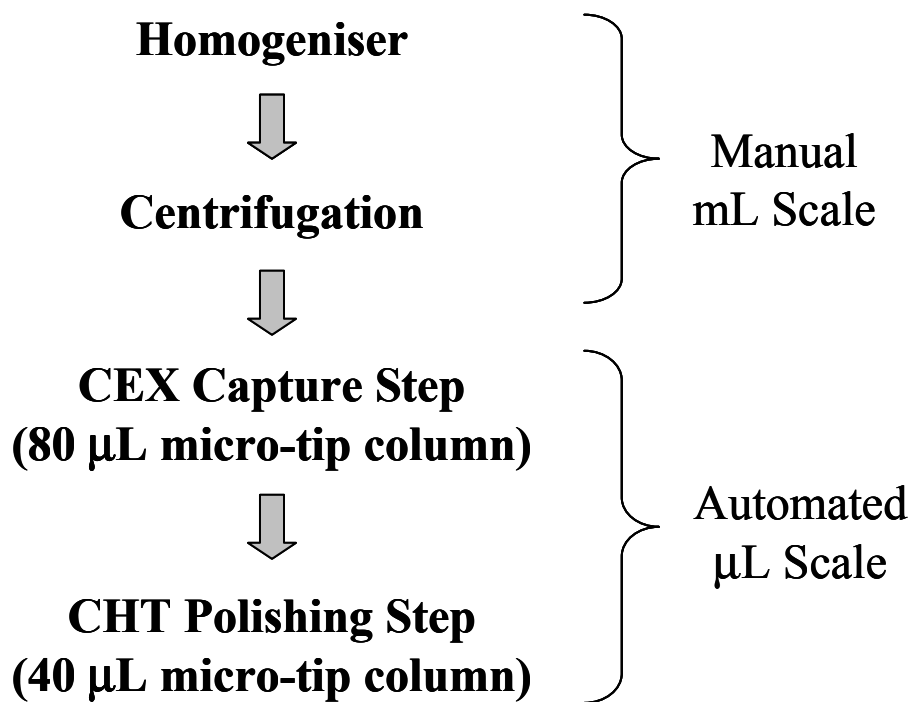 Homogeniser
Centrifugation
Manual
mL Scale
CEX Capture Step
(80 μL micro-tip column)
CHT Polishing Step
(40 μL micro-tip column)
Automated
μL Scale